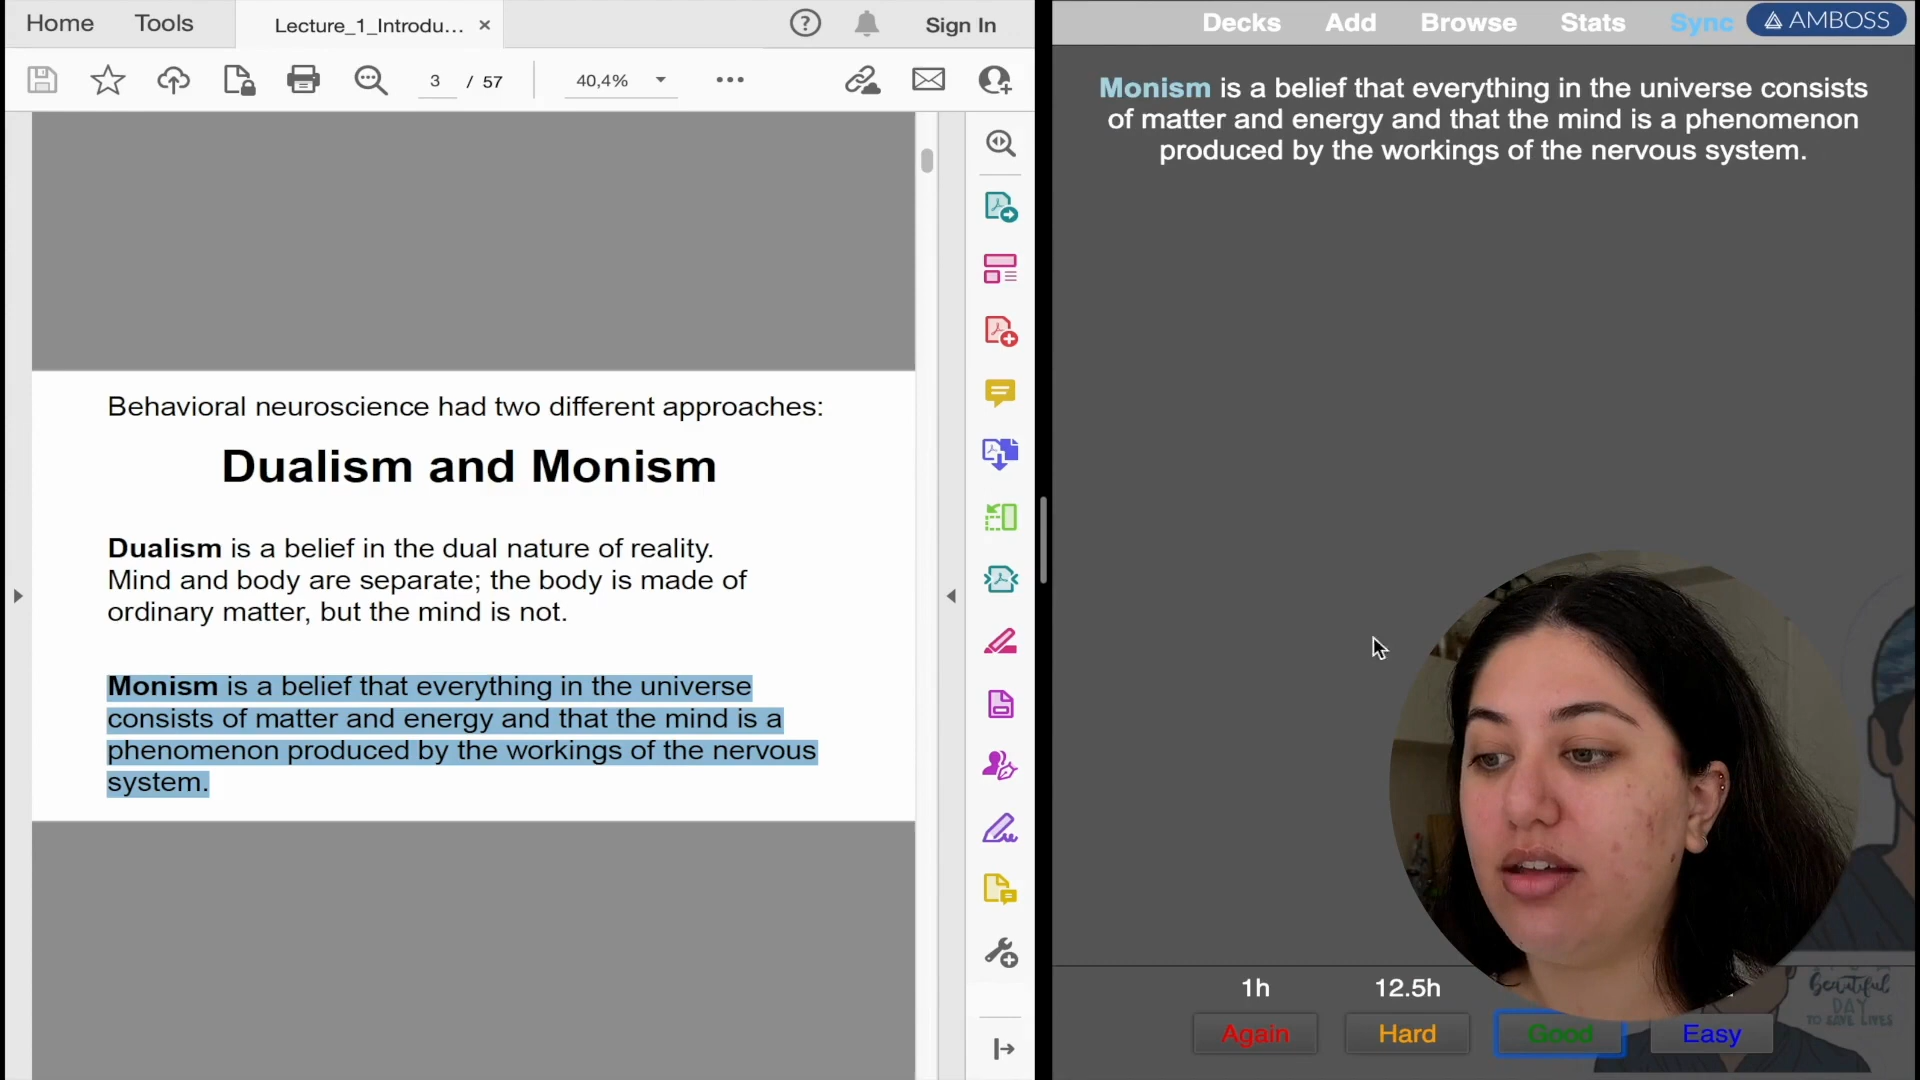 Home Tools Lecture_1_Introdu... × ? Sign In
3 / 57 40,4%
Behavioral neuroscience had two different approaches:
Dualism and Monism
Dualism is a belief in the dual nature of reality.
Mind and body are separate; the body is made of
ordinary matter, but the mind is not.
Monism is a belief that everything in the universe
consists of matter and energy and that the mind is a
phenomenon produced by the workings of the nervous
system.
Decks Add Browse Stats Sync AMBOSS
Monism is a belief that everything in the universe consists
of matter and energy and that the mind is a phenomenon
produced by the workings of the nervous system.
1h 12.5h
Again Hard Good Easy
beautiful
DAY
TO SAVE LIVES